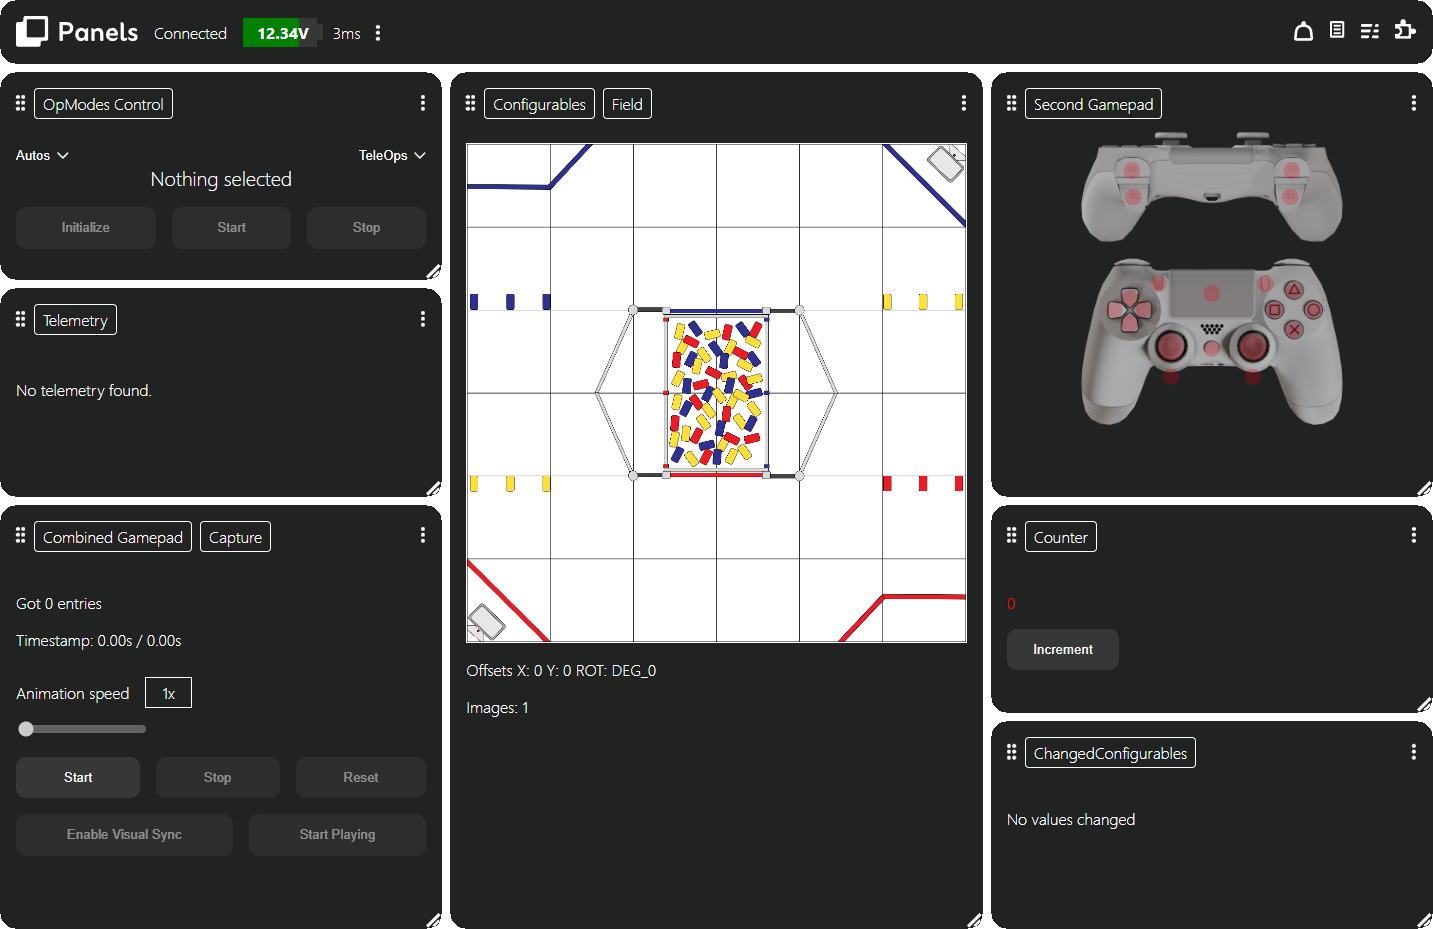 Panels Connected 12.34V 3ms
OpModes Control
Autos TeleOps
Nothing selected
Initialize Start Stop
Telemetry
No telemetry found.
Combined Gamepad Capture
Got 0 entries
Timestamp: 0.00s / 0.00s
Animation speed 1x
Start Stop Reset
Enable Visual Sync Start Playing
Configurables Field
Offsets X: 0 Y: 0 ROT: DEG_0
Images: 1
Second Gamepad
Counter
0
Increment
ChangedConfigurables
No values changed